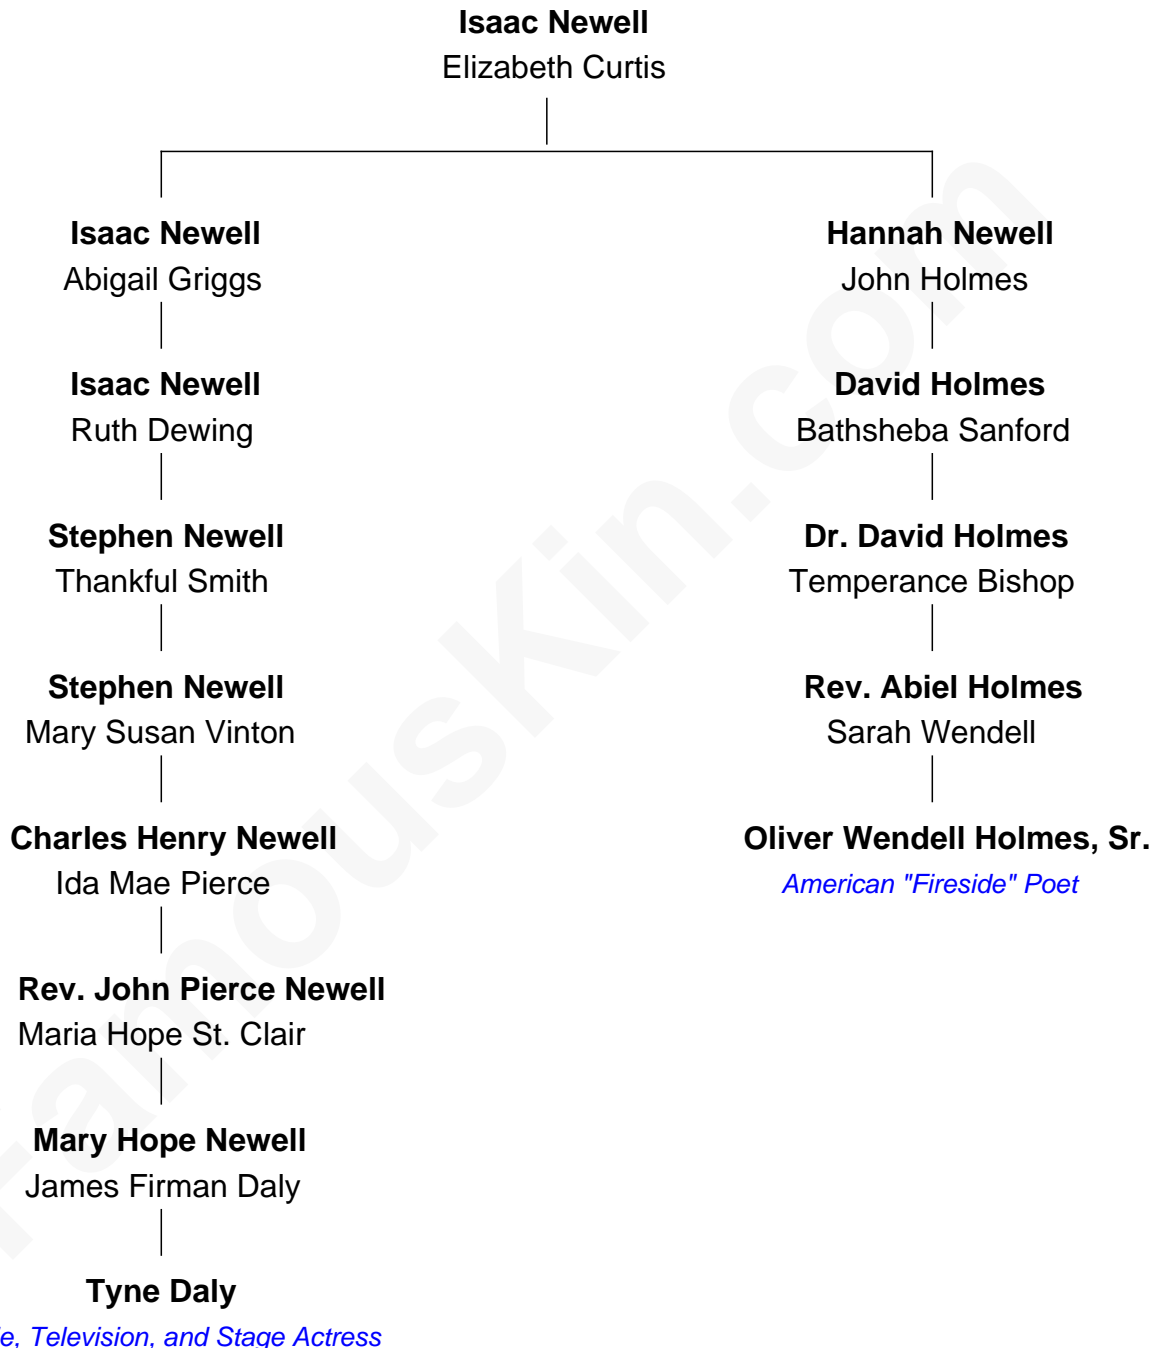 Isaac Newell
Elizabeth Curtis
Isaac Newell
Abigail Griggs
Isaac Newell
Ruth Dewing
Stephen Newell
Thankful Smith
Stephen Newell
Mary Susan Vinton
Charles Henry Newell
Ida Mae Pierce
Rev. John Pierce Newell
Maria Hope St. Clair
Mary Hope Newell
James Firman Daly
Tyne Daly
Television, and Stage Actress
Hannah Newell
John Holmes
David Holmes
Bathsheba Sanford
Dr. David Holmes
Temperance Bishop
Rev. Abiel Holmes
Sarah Wendell
Oliver Wendell Holmes, Sr.
American "Fireside" Poet
FamousKin.com